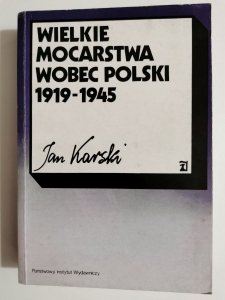 WIELKIE
MOCARSTWA
WOBEC POLSKI
1919-1945
Jan Karski
Państwowy Instytut Wydawniczy